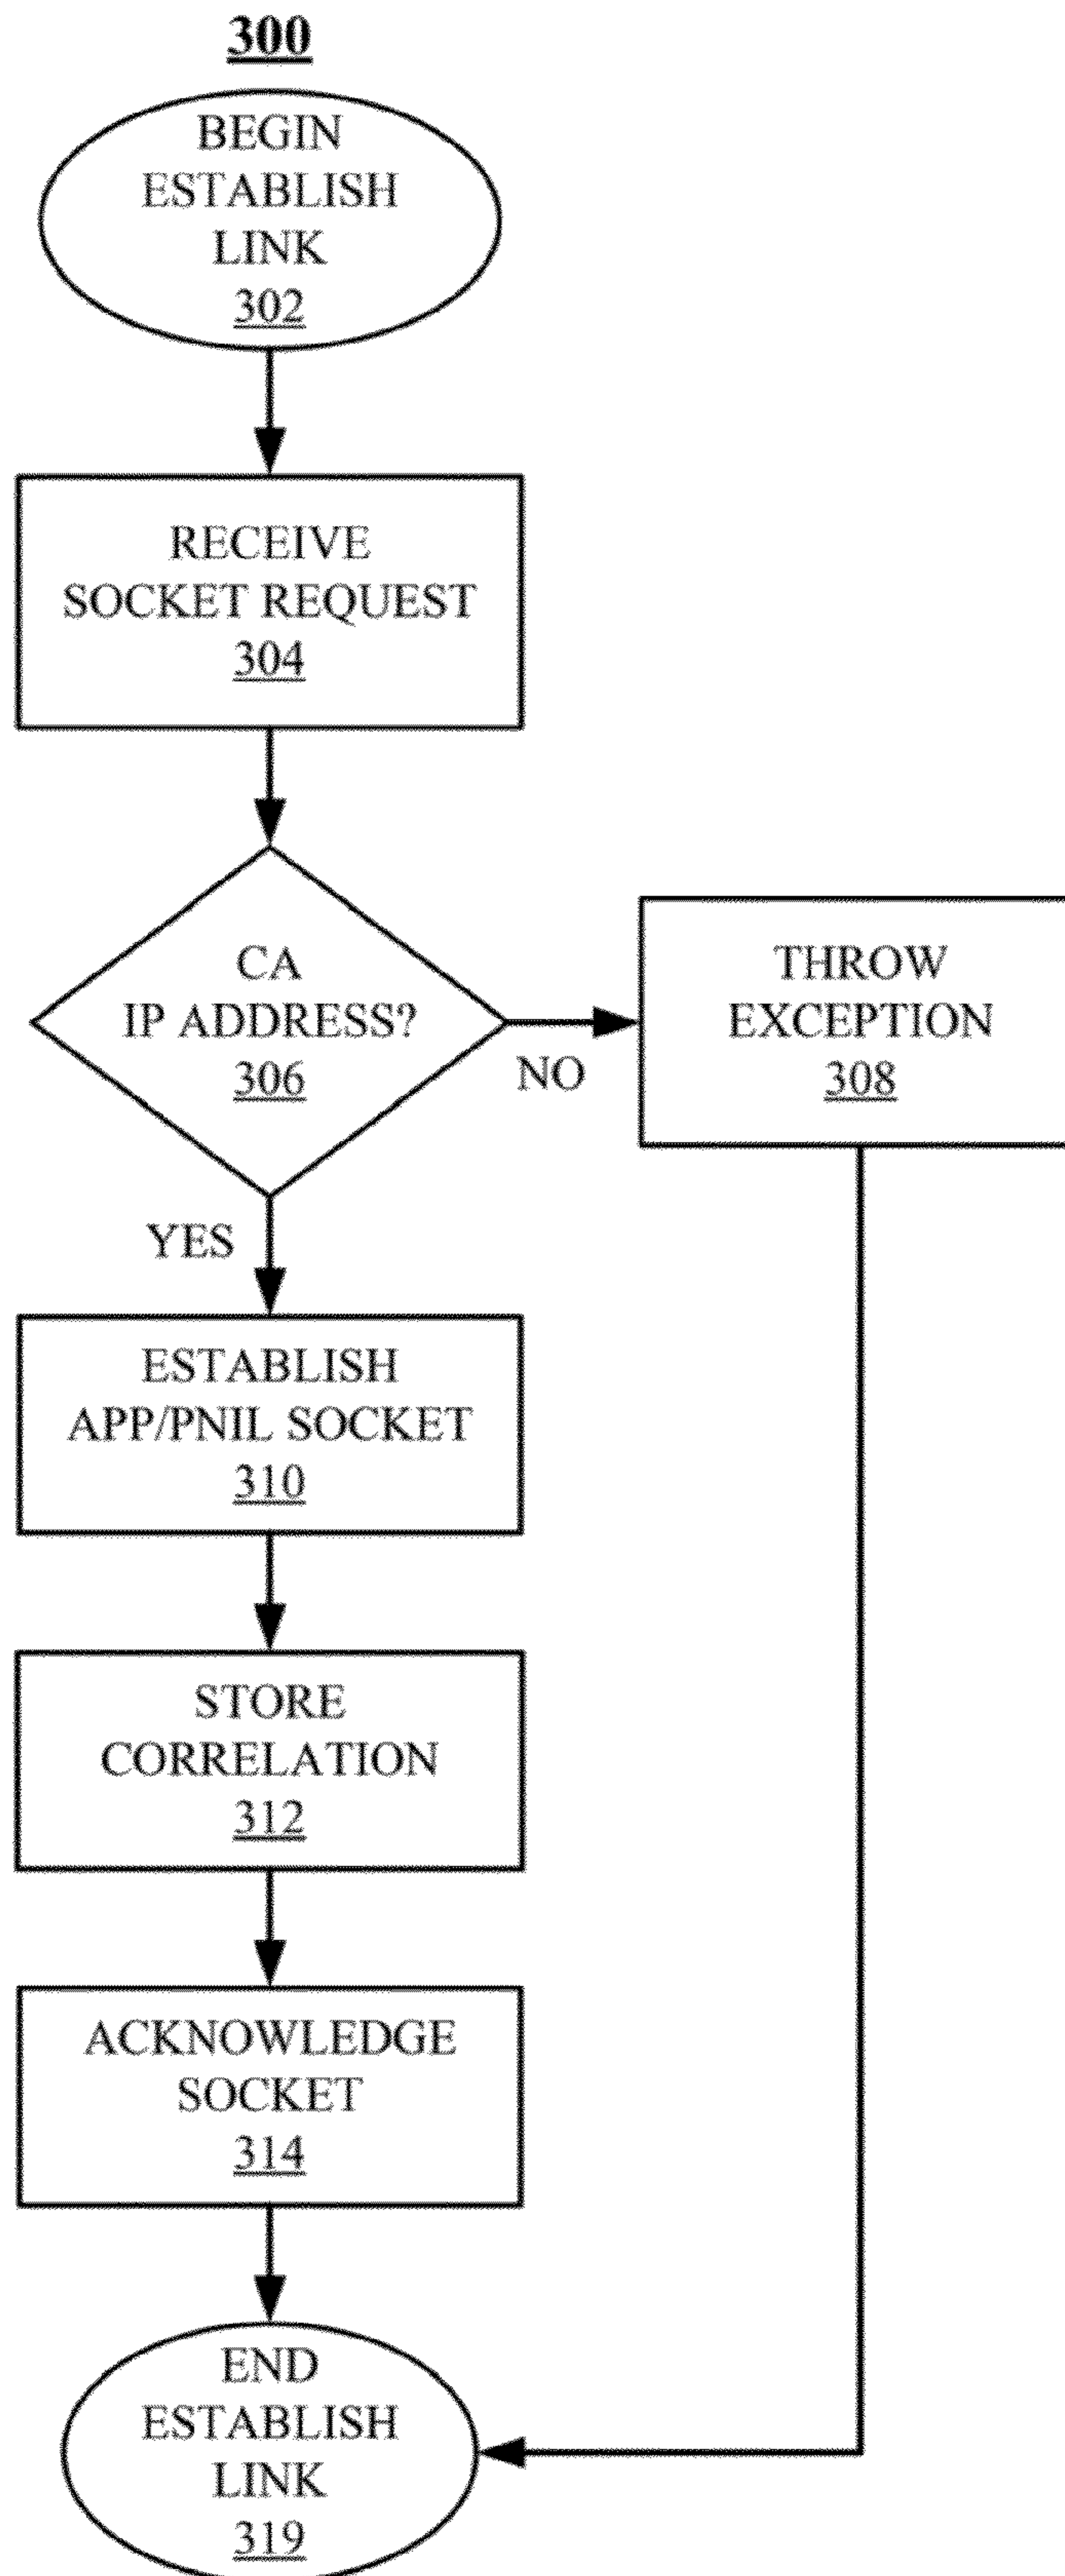 300
BEGIN
ESTABLISH
LINK
302
RECEIVE
SOCKET REQUEST
304
CA
IP ADDRESS?
306
NO
THROW
EXCEPTION
308
YES
ESTABLISH
APP/PNIL SOCKET
310
STORE
CORRELATION
312
ACKNOWLEDGE
SOCKET
314
END
ESTABLISH
LINK
319